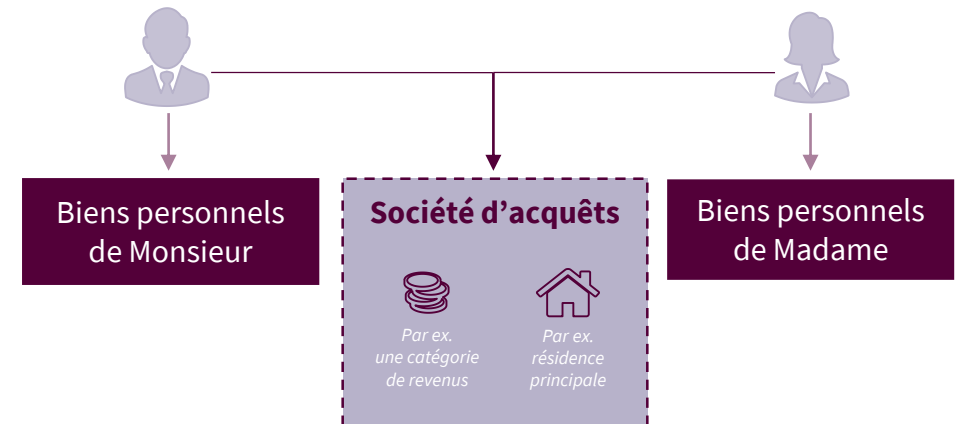 Biens personnels
de Monsieur
Société d’acquêts
Par ex.
une catégorie
de revenus
Par ex.
résidence
principale
Biens personnels
de Madame